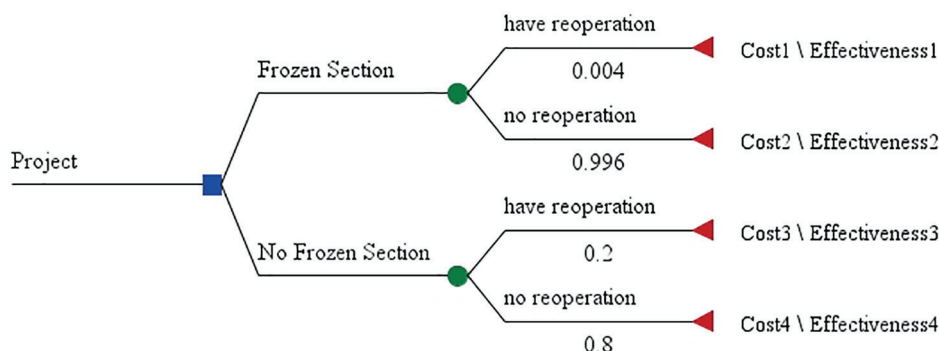 have reoperation
Cost1 \ Effectiveness1
Frozen Section
0.004
no reoperation
Cost2 \ Effectiveness2
Project
0.996
have reoperation
Cost3 \ Effectiveness3
No Frozen Section
0.2
no reoperation
Cost4 \ Effectiveness4
0.8